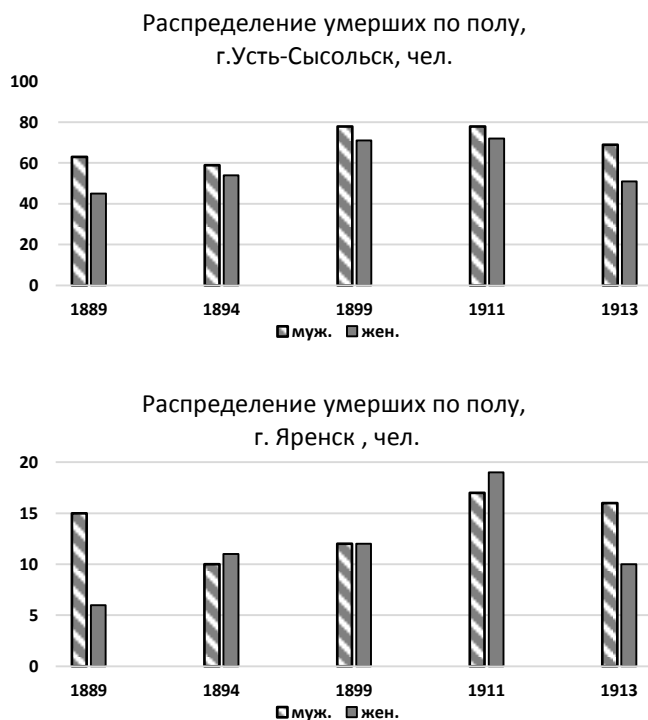 Распределение умерших по полу,
г.Усть-Сысольск, чел.
100
80
60
40
20
0
1889 1894 1899 1911 1913
муж. жен.
Распределение умерших по полу,
г. Яренск , чел.
20
15
10
5
0
1889 1894 1899 1911 1913
муж. жен.